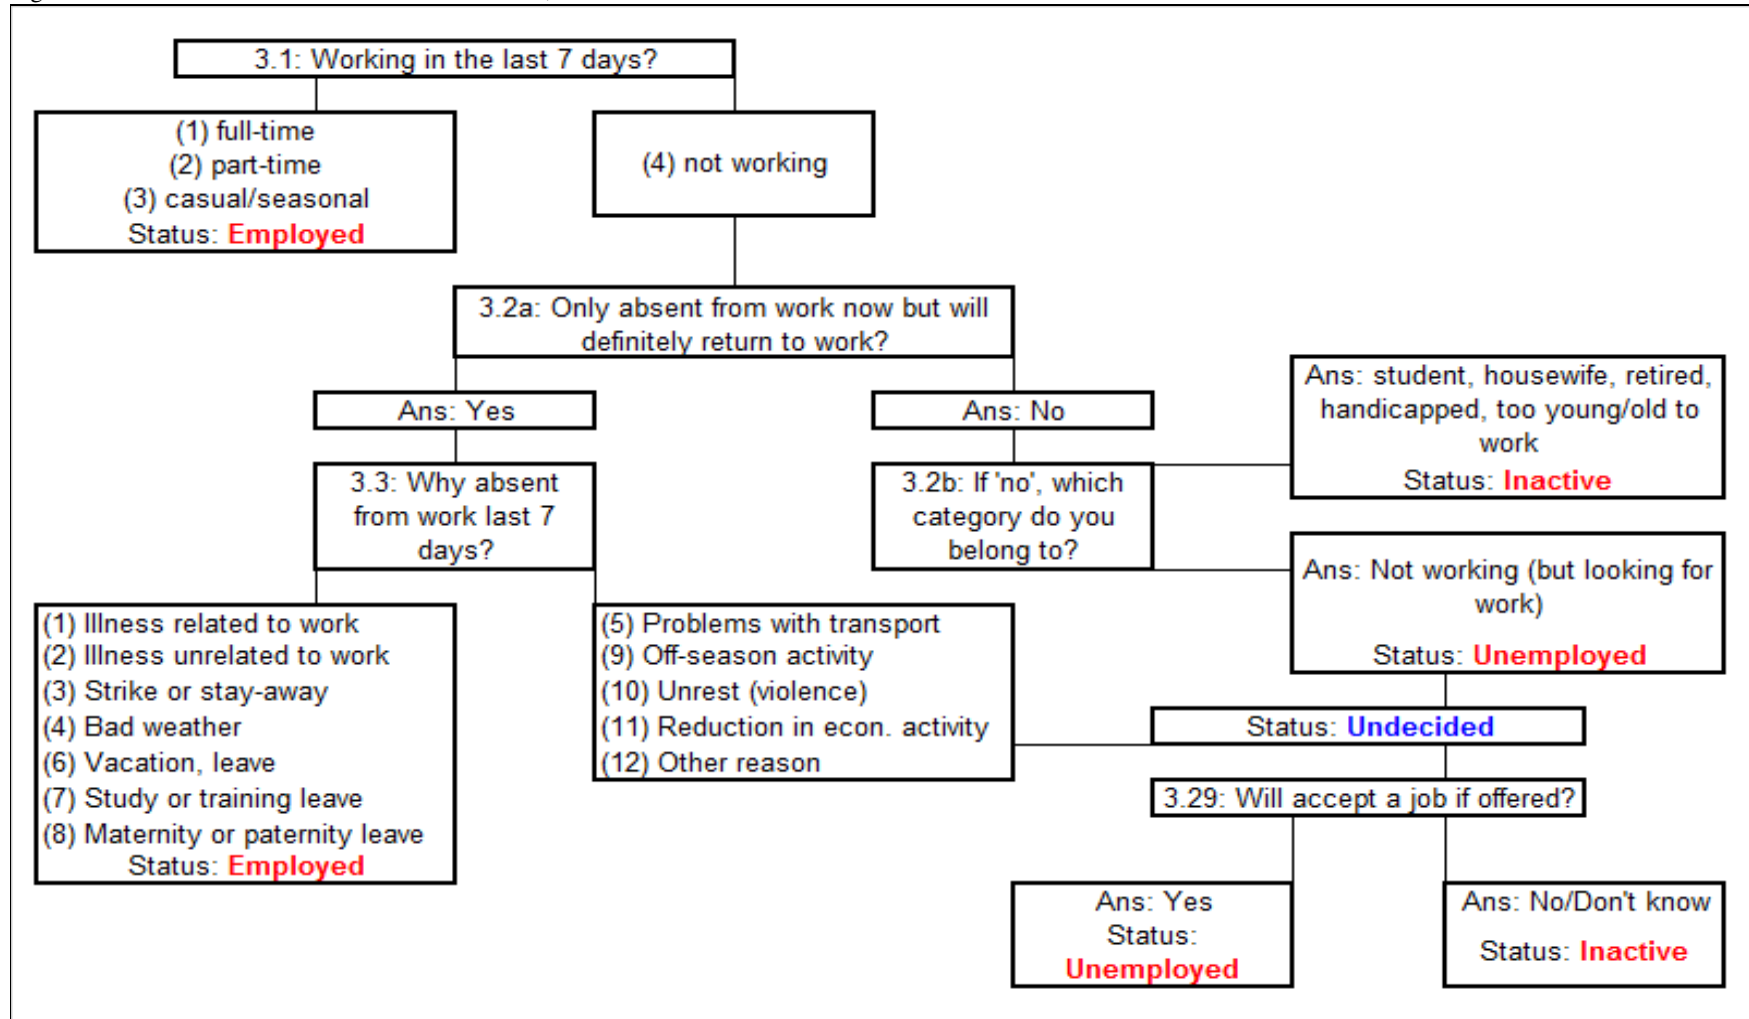 3.1: Working in the last 7 days?
(1) full-time
(2) part-time
(3) casual/seasonal
Status: Employed
(4) not working
3.2a: Only absent from work now but will
definitely return to work?
Ans: Yes
Ans: No
Ans: student, housewife, retired,
handicapped, too young/old to
work
Status: Inactive
3.3: Why absent
from work last 7
days?
3.2b: If 'no', which
category do you
belong to?
Ans: Not working (but looking for
work)
Status: Unemployed
(1) Illness related to work
(2) Illness unrelated to work
(3) Strike or stay-away
(4) Bad weather
(6) Vacation, leave
(7) Study or training leave
(8) Maternity or paternity leave
Status: Employed
(5) Problems with transport
(9) Off-season activity
(10) Unrest (violence)
(11) Reduction in econ. activity
(12) Other reason
Status: Undecided
3.29: Will accept a job if offered?
Ans: Yes
Status:
Unemployed
Ans: No/Don't know
Status: Inactive